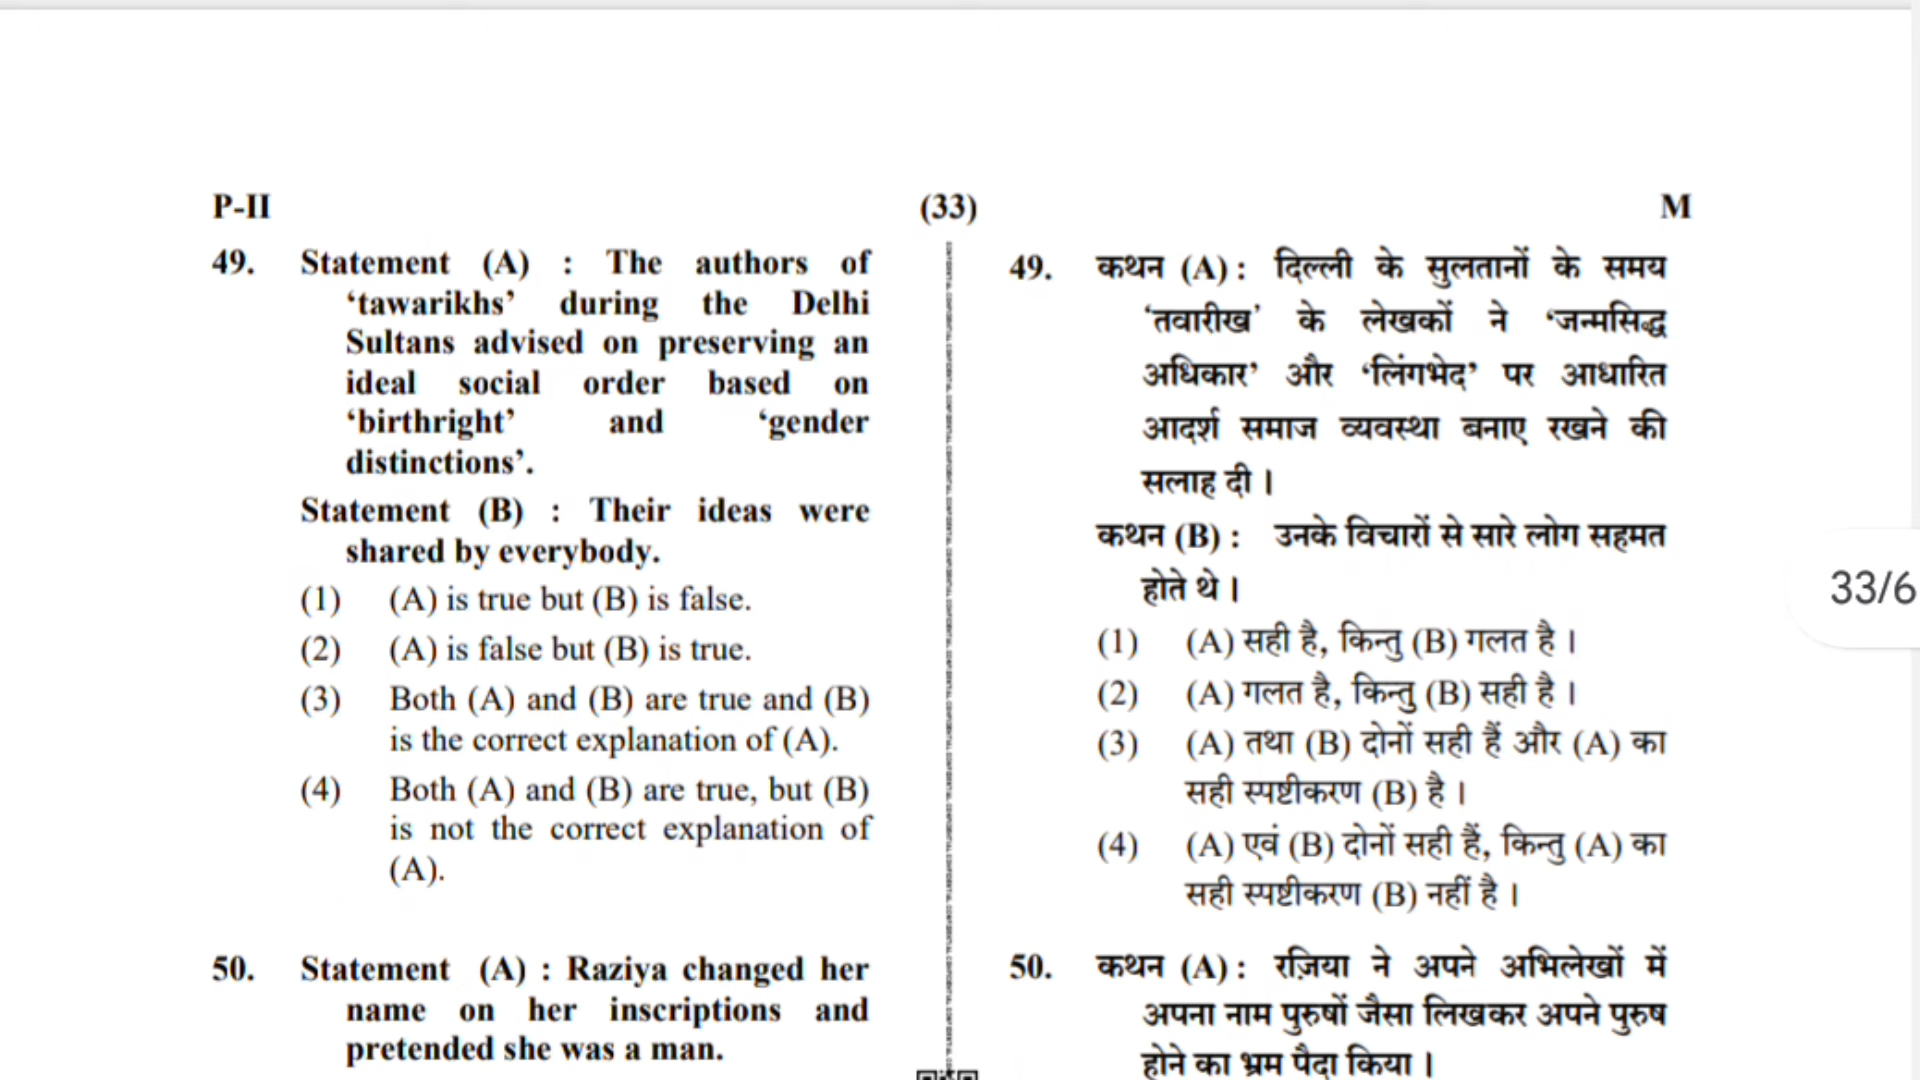 P-II (33) M
49. Statement (A) : The authors of
‘tawarikhs’ during the Delhi
Sultans advised on preserving an
ideal social order based on
‘birthright’ and ‘gender
distinctions’.
Statement (B) : Their ideas were
shared by everybody.
(1) (A) is true but (B) is false.
(2) (A) is false but (B) is true.
(3) Both (A) and (B) are true and (B)
is the correct explanation of (A).
(4) Both (A) and (B) are true, but (B)
is not the correct explanation of
(A).
50. Statement (A) : Raziya changed her
name on her inscriptions and
pretended she was a man.
49. कथन (A) : दिल्ली के सुलतानों के समय
‘तवारीख’ के लेखकों ने ‘जन्मसिद्ध
अधिकार’ और ‘लिंगभेद’ पर आधारित
आदर्श समाज व्यवस्था बनाए रखने की
सलाह दी ।
कथन (B) : उनके विचारों से सारे लोग सहमत
होते थे ।
(1) (A) सही है, किन्तु (B) गलत है ।
(2) (A) गलत है, किन्तु (B) सही है ।
(3) (A) तथा (B) दोनों सही हैं और (A) का
सही स्पष्टीकरण (B) है ।
(4) (A) एवं (B) दोनों सही हैं, किन्तु (A) का
सही स्पष्टीकरण (B) नहीं है ।
50. कथन (A) : रज़िया ने अपने अभिलेखों में
अपना नाम पुरुषों जैसा लिखकर अपने पुरुष
होने का भ्रम पैदा किया ।
33/6